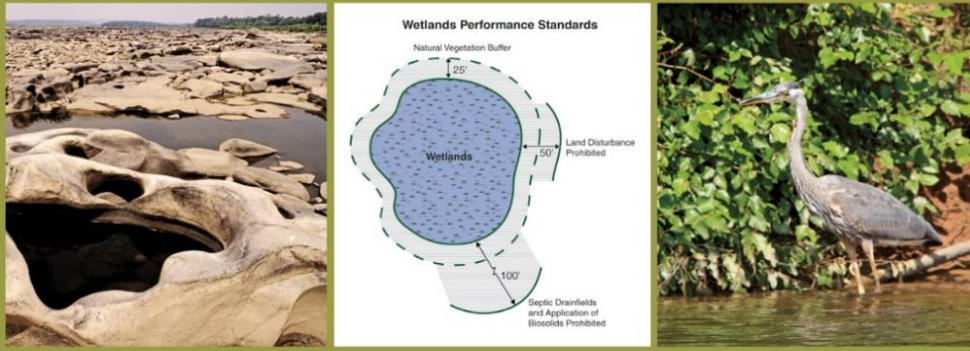 Wetlands Performance Standards
Natural Vegetation Buffer
25'
Wetlands
50'
Land Disturbance
Prohibited
100'
Septic Drainfields
and Application of
Biosolids Prohibited